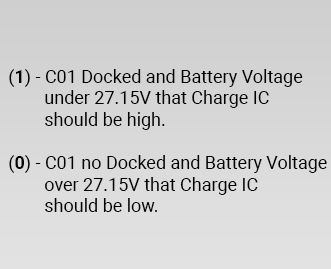 (1) - C01 Docked and Battery Voltage
under 27.15V that Charge IC
should be high.
(0) - C01 no Docked and Battery Voltage
over 27.15V that Charge IC
should be low.